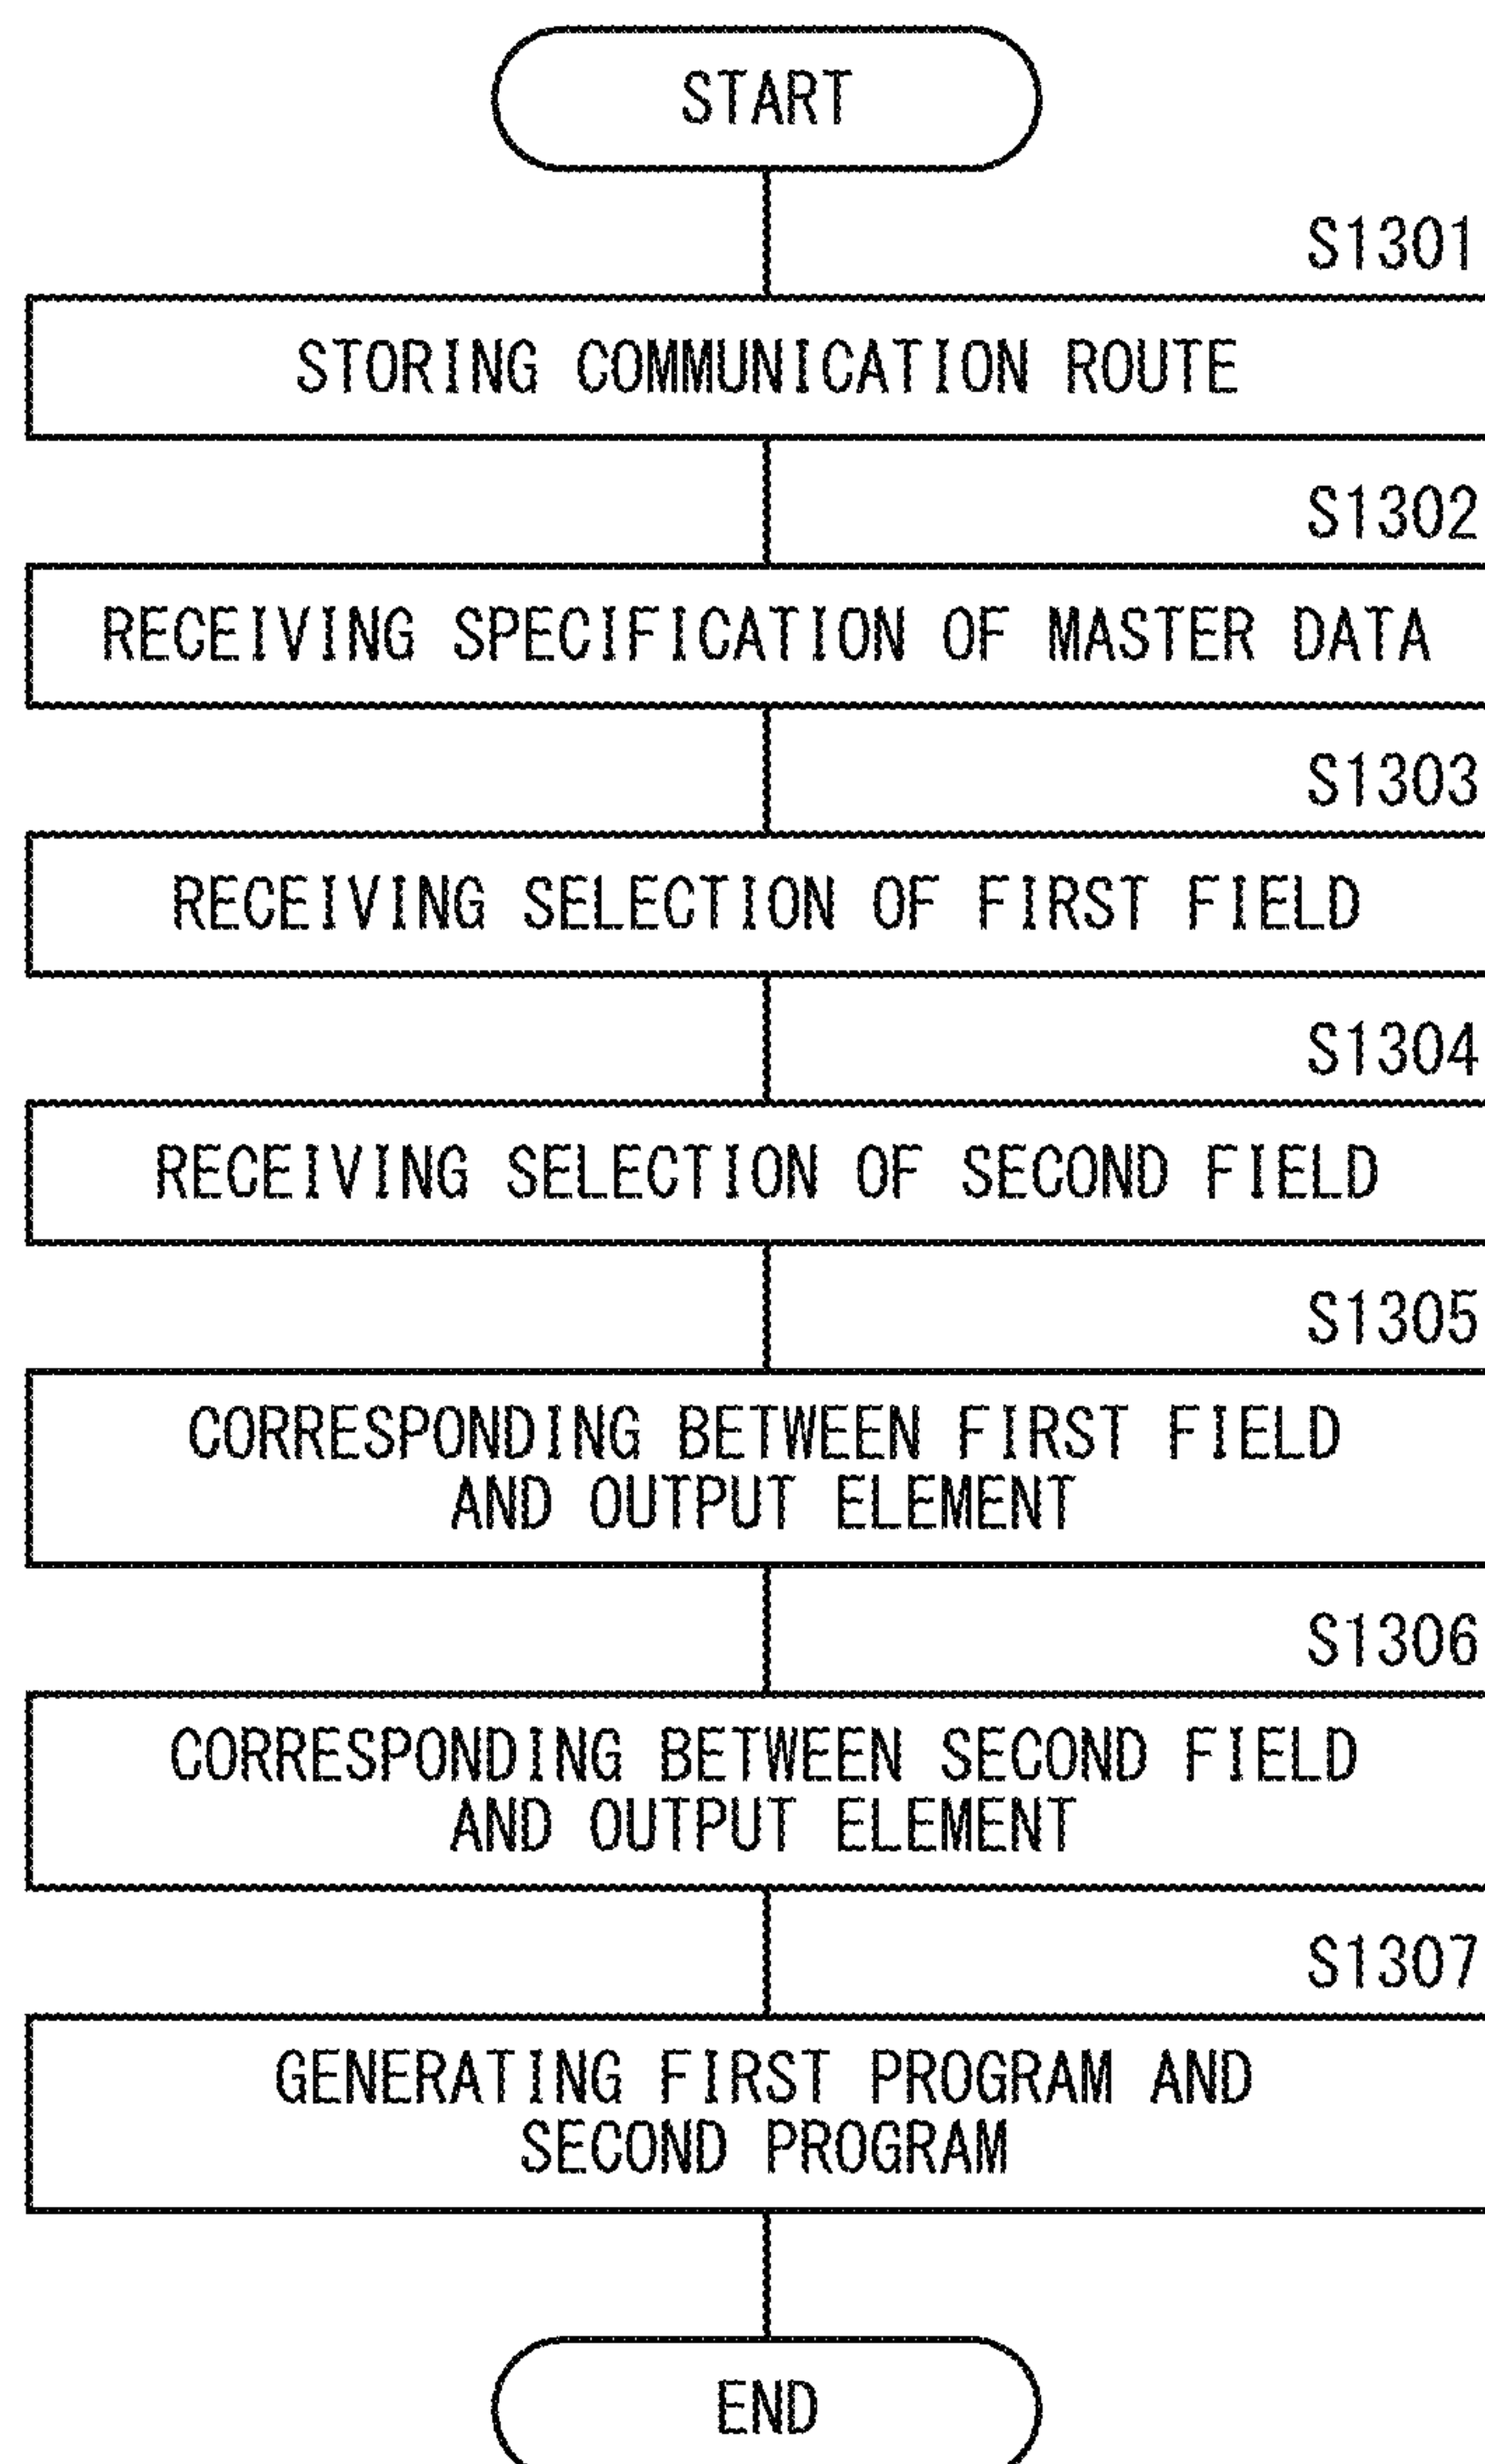 START
S1301
STORING COMMUNICATION ROUTE
S1302
RECEIVING SPECIFICATION OF MASTER DATA
S1303
RECEIVING SELECTION OF FIRST FIELD
S1304
RECEIVING SELECTION OF SECOND FIELD
S1305
CORRESPONDING BETWEEN FIRST FIELD
AND OUTPUT ELEMENT
S1306
CORRESPONDING BETWEEN SECOND FIELD
AND OUTPUT ELEMENT
S1307
GENERATING FIRST PROGRAM AND
SECOND PROGRAM
END